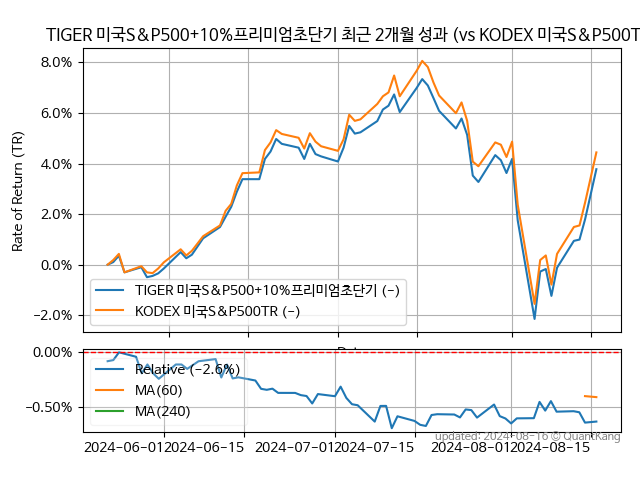 TIGER 미국S&P500+10%프리미엄초단기 최근 2개월 성과 (vs KODEX 미국S&P500T
8.0%
6.0%
4.0%
2.0%
0.0%
−2.0%
Rate of Return (TR)
TIGER 미국S&P500+10%프리미엄초단기 (-)
KODEX 미국S&P500TR (-)
0.00%
−0.50%
Relative (-2.6%)
MA(60)
MA(240)
updated: 2024-08-16 © QuantKang
2024-06-01 2024-06-15 2024-07-01 2024-07-15 2024-08-01 2024-08-15